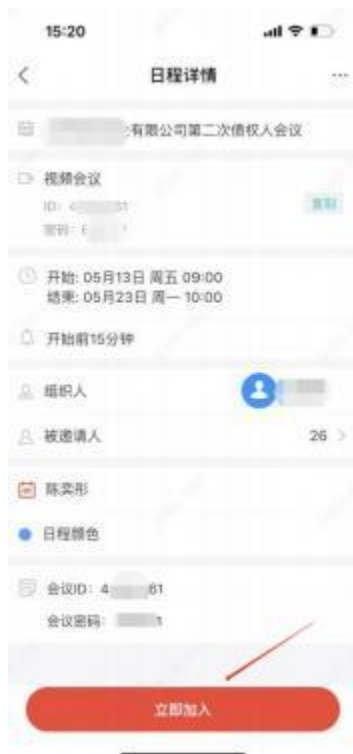 15:20
日程详情
有限公司第二次债权人会议
视频会议
ID: 4 31
复制
密码: E
开始: 05月13日 周五 09:00
结束: 05月23日 周一 10:00
开始前15分钟
组织人
被邀请人 26
陈奕彤
日程颜色
会议ID: 4 61
会议密码: 1
立即加入